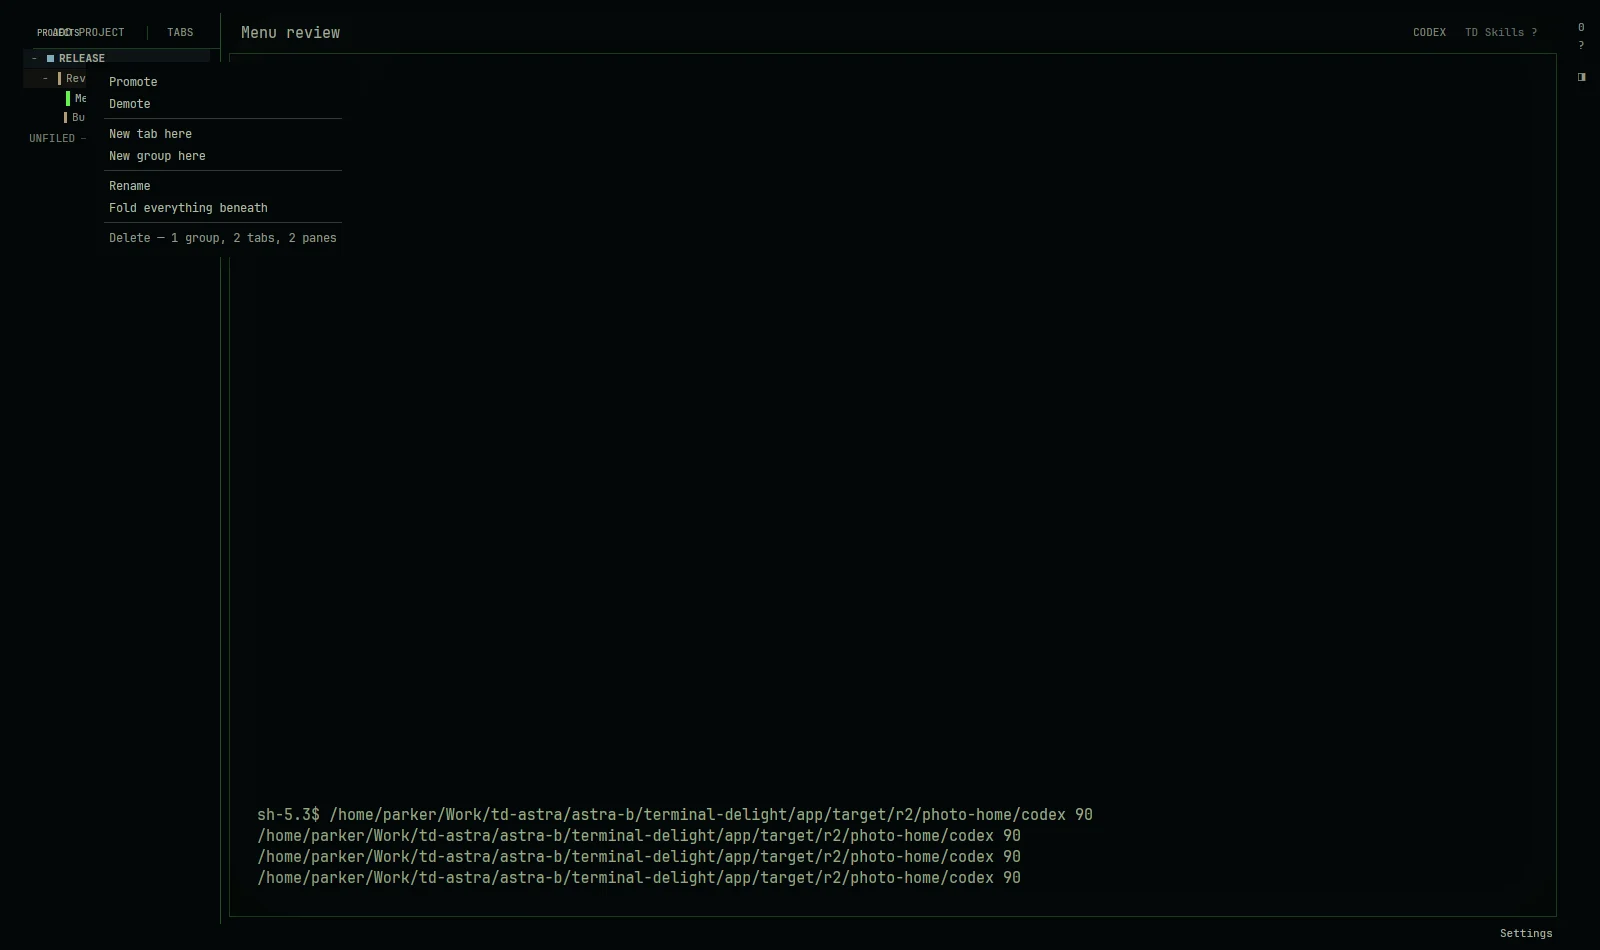 PROJECTS ADD PROJECT | TABS
Menu review
CODEX TD Skills ?
0
?
- RELEASE
- Rev
Me
Bu
UNFILED -
Promote
Demote
New tab here
New group here
Rename
Fold everything beneath
Delete — 1 group, 2 tabs, 2 panes
sh-5.3$ /home/parker/Work/td-astra/astra-b/terminal-delight/app/target/r2/photo-home/codex 90
/home/parker/Work/td-astra/astra-b/terminal-delight/app/target/r2/photo-home/codex 90
/home/parker/Work/td-astra/astra-b/terminal-delight/app/target/r2/photo-home/codex 90
/home/parker/Work/td-astra/astra-b/terminal-delight/app/target/r2/photo-home/codex 90
Settings